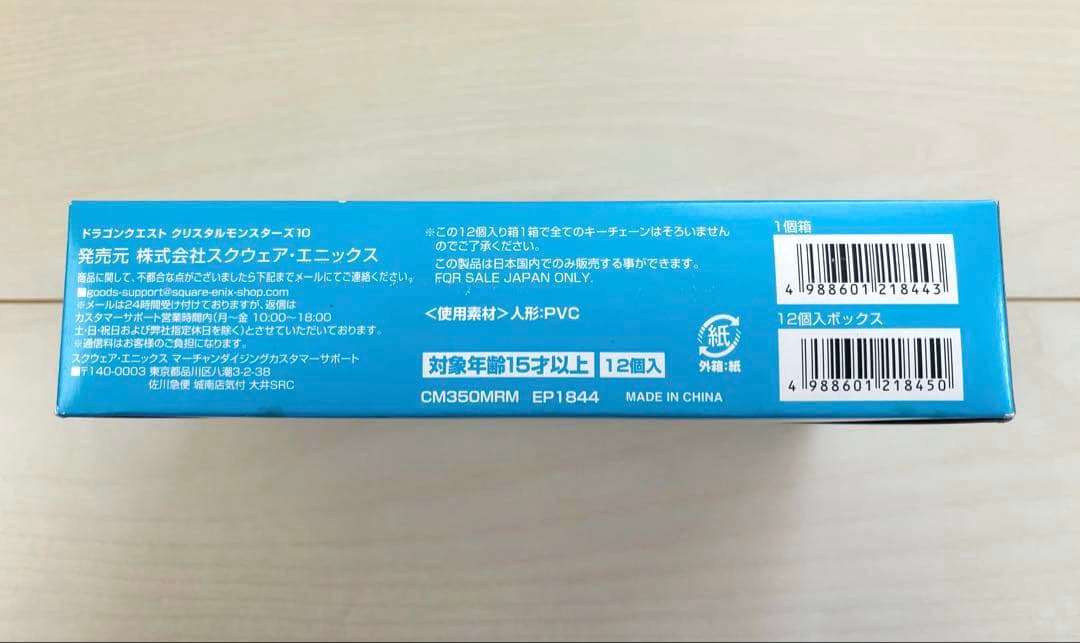 ドラゴンクエスト クリスタルモンスターズ10
発売元 株式会社スクウェア・エニックス
商品に関して、不都合な点がございましたら下記までメールにてご連絡ください。
■goods-support@square-enix-shop.com
※メールは24時間受け付けておりますが、返信は
カスタマーサポート営業時間内(月〜金 10:00〜18:00
土・日・祝日および弊社指定休日を除く)とさせていただいております。
※通信料はお客様のご負担になります。
スクウェア・エニックス マーチャンダイジングカスタマーサポート
■〒140-0003 東京都品川区八潮3-2-38
佐川急便 城南店気付 大井SRC
※この12個入り箱1箱で全てのキーチェーンはそろいません
のでご了承ください。
この製品は日本国内でのみ販売する事ができます。
FOR SALE JAPAN ONLY.
<使用素材>人形:PVC
対象年齢15才以上 12個入
CM350MRM EP1844 MADE IN CHINA
紙
外箱:紙
1個箱
4 988601 218443
12個入ボックス
4 988601 218450